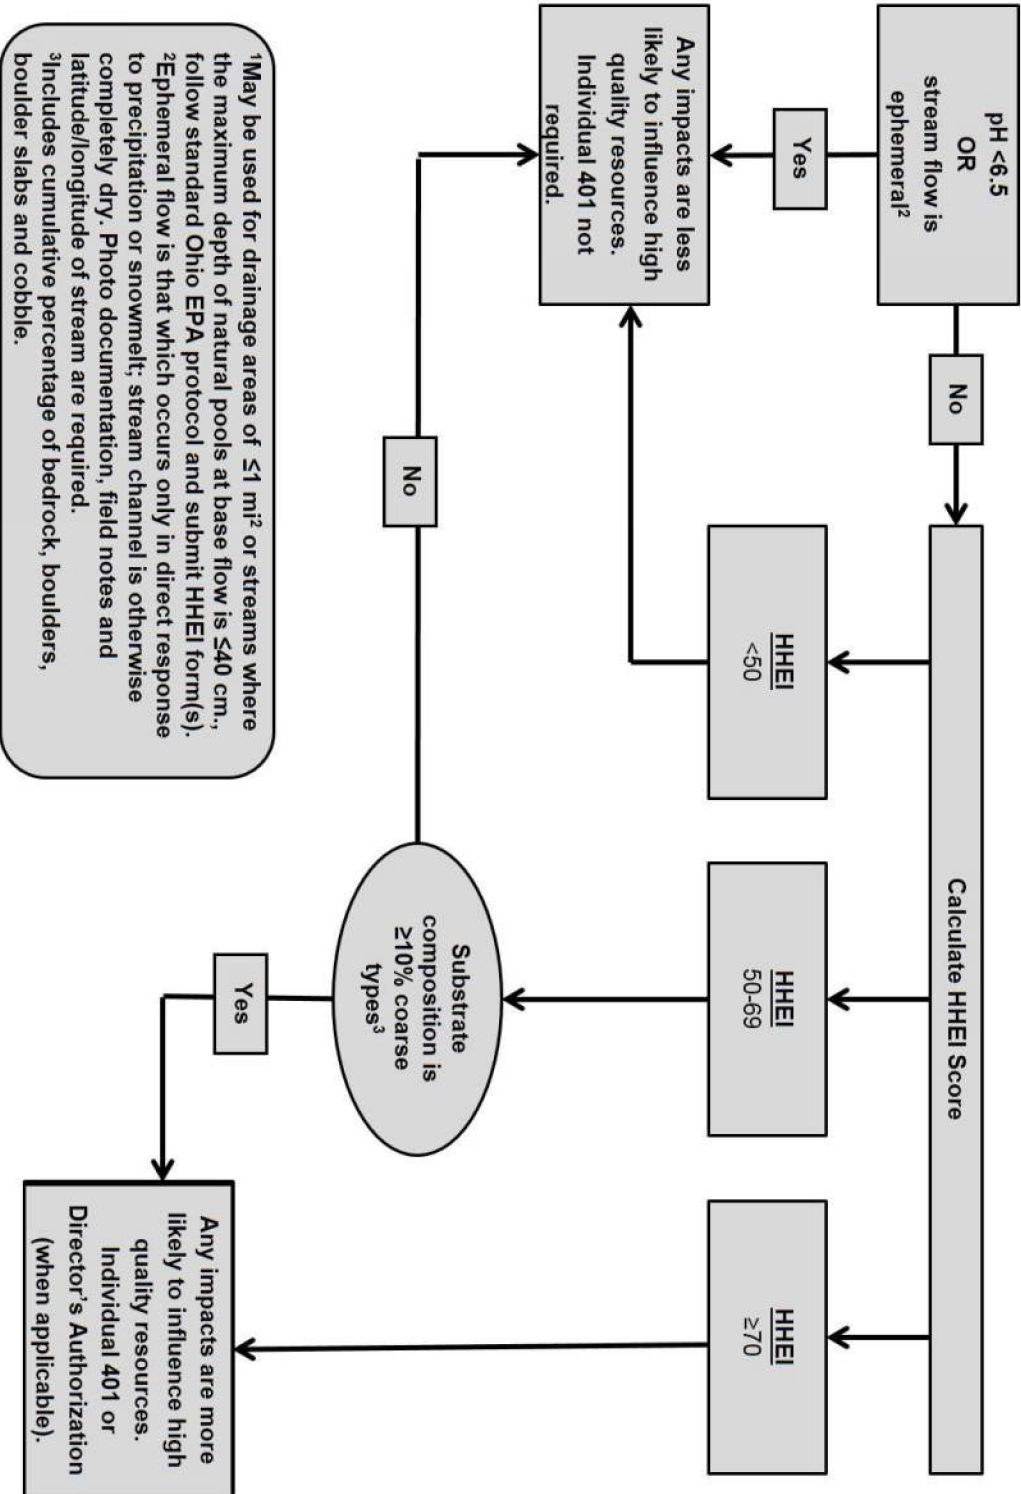 pH <6.5
OR
stream flow is
ephemeral²
No
Calculate HHEI Score
Yes
Any impacts are less
likely to influence high
quality resources.
Individual 401 not
required.
HHEI
<50
HHEI
50-69
HHEI
≥70
Substrate
composition is
≥10% coarse
types³
No
Yes
Any impacts are more
likely to influence high
quality resources.
Individual 401 or
Director's Authorization
(when applicable).
¹May be used for drainage areas of ≤1 mi² or streams where
the maximum depth of natural pools at base flow is ≤40 cm.,
follow standard Ohio EPA protocol and submit HHEI form(s).
²Ephemeral flow is that which occurs only in direct response
to precipitation or snowmelt; stream channel is otherwise
completely dry. Photo documentation, field notes and
latitude/longitude of stream are required.
³Includes cumulative percentage of bedrock, boulders,
boulder slabs and cobble.